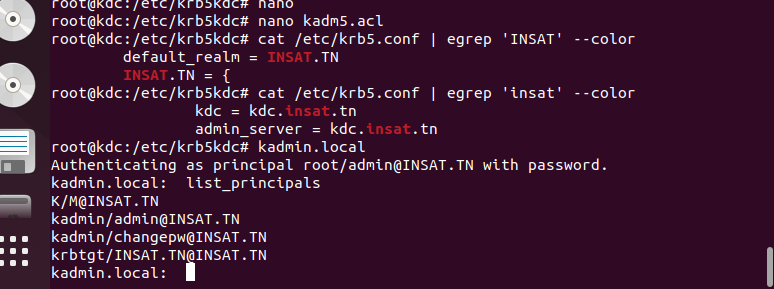 root@kdc:/etc/krb5kdc# nano
root@kdc:/etc/krb5kdc# nano kadm5.acl
root@kdc:/etc/krb5kdc# cat /etc/krb5.conf | egrep 'INSAT' --color
        default_realm = INSAT.TN
        INSAT.TN = {
root@kdc:/etc/krb5kdc# cat /etc/krb5.conf | egrep 'insat' --color
                kdc = kdc.insat.tn
                admin_server = kdc.insat.tn
root@kdc:/etc/krb5kdc# kadmin.local
Authenticating as principal root/admin@INSAT.TN with password.
kadmin.local:  list_principals
K/M@INSAT.TN
kadmin/admin@INSAT.TN
kadmin/changepw@INSAT.TN
krbtgt/INSAT.TN@INSAT.TN
kadmin.local: